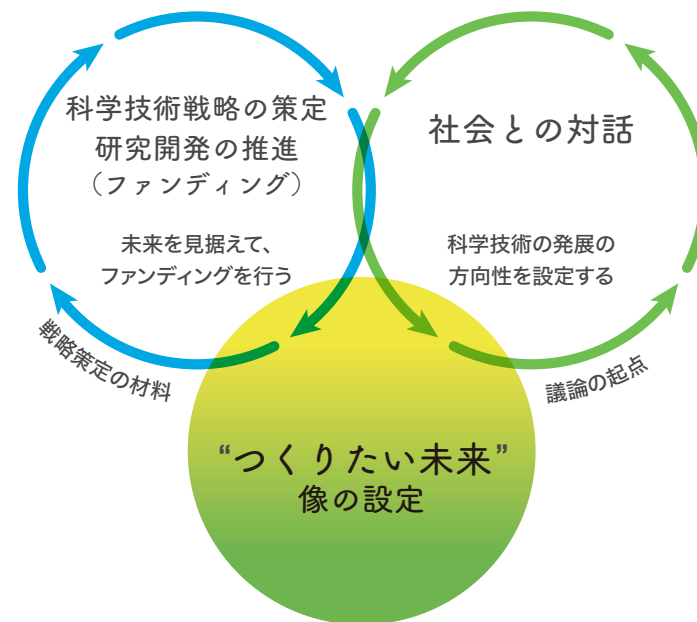 科学技術戦略の策定
研究開発の推進
（ファンディング）
未来を見据えて、
ファンディングを行う
戦略策定の材料
社会との対話
科学技術の発展の
方向性を設定する
議論の起点
“つくりたい未来”
像の設定